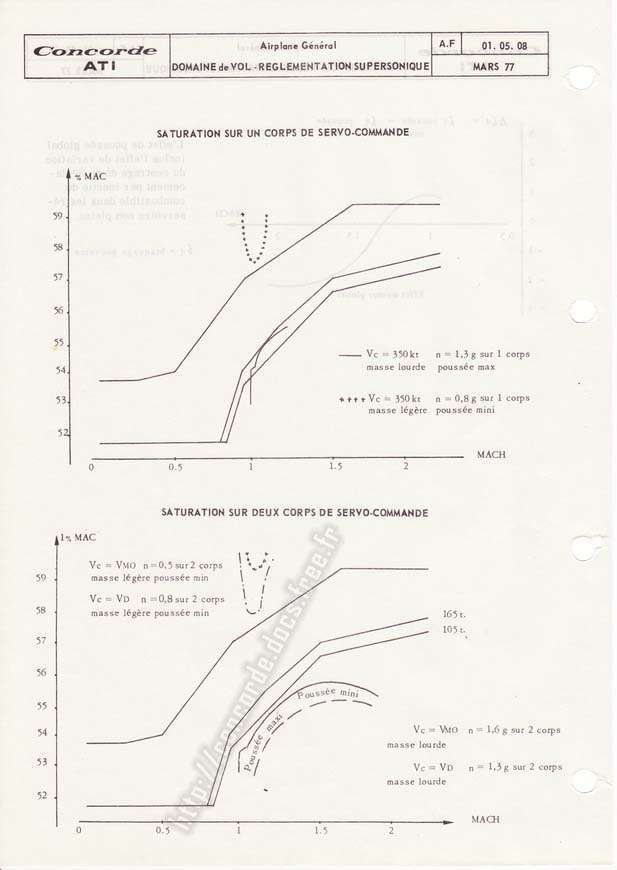 Concorde
ATi
Airplane Général
DOMAINE de VOL - REGLEMENTATION SUPERSONIQUE
A.F
01. 05. 08
MARS 77
SATURATION SUR UN CORPS DE SERVO-COMMANDE
% MAC
59
58
57
56
55
54
53
52
0 0.5 1 1.5 2
MACH
Vc = 350 kt n = 1,3 g sur 1 corps
masse lourde poussée max
Vc = 350 kt n = 0,8 g sur 1 corps
masse légère poussée mini
SATURATION SUR DEUX CORPS DE SERVO-COMMANDE
% MAC
Vc = VMO n = 0,5 sur 2 corps
masse légère poussée min
Vc = VD n = 0,8 sur 2 corps
masse légère poussée min
59
58
57
56
55
54
53
52
165 t.
105 t.
Poussée mini
Poussée maxi
Vc = VMO n = 1,6 g sur 2 corps
masse lourde
Vc = VD n = 1,3 g sur 2 corps
masse lourde
0 0.5 1 1.5 2
MACH
http://concorde.docs.free.fr